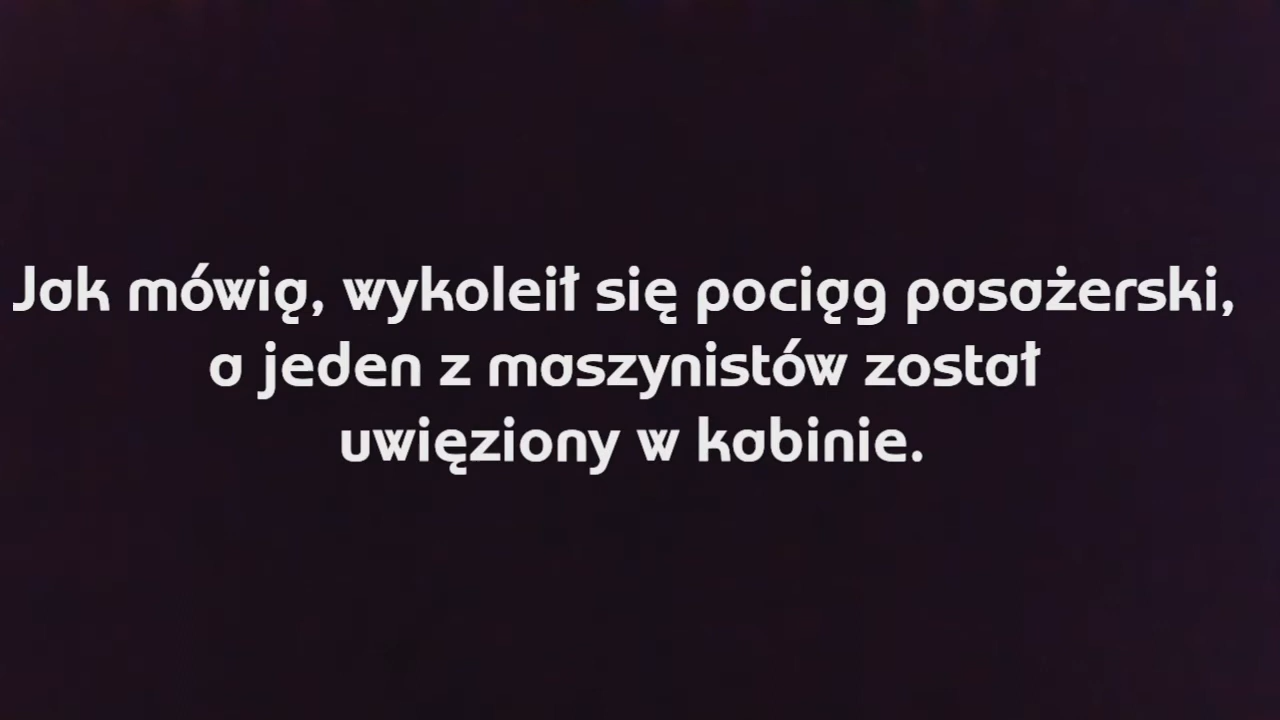 Jak mówią, wykoleił się pociąg pasażerski,
a jeden z maszynistów został
uwięziony w kabinie.